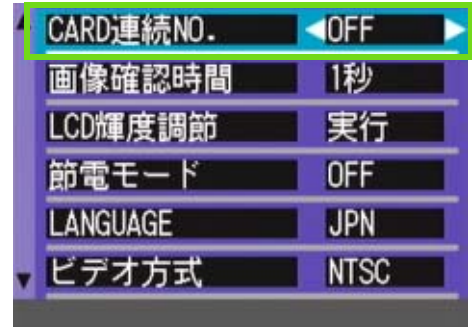 CARD連続NO. OFF
画像確認時間 1秒
LCD輝度調節 実行
節電モード OFF
LANGUAGE JPN
ビデオ方式 NTSC